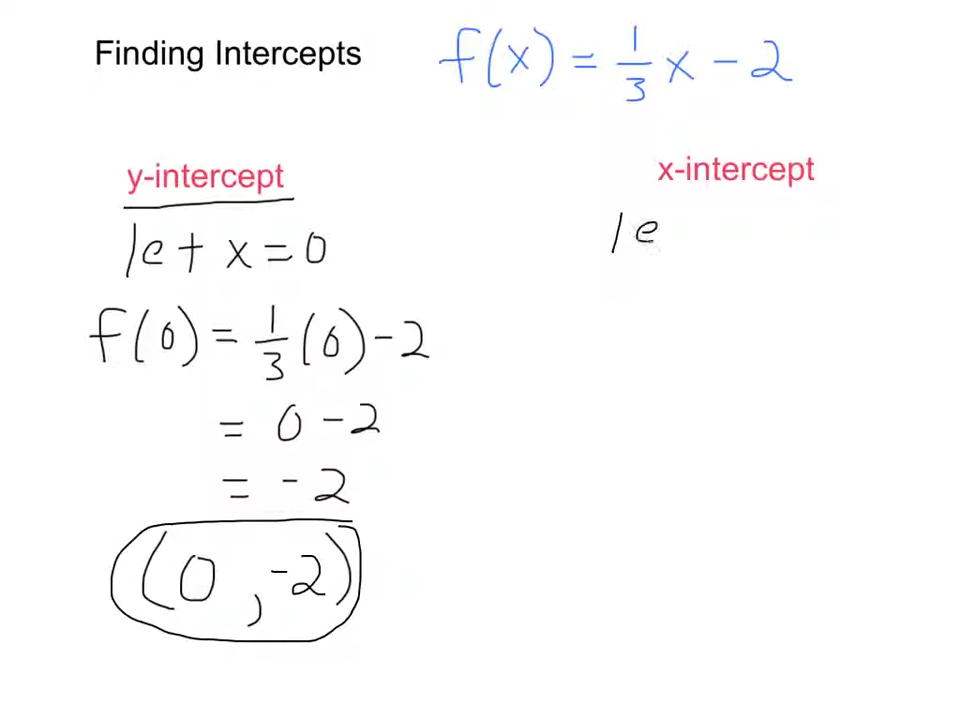 Finding Intercepts
f(x) = 1/3 x - 2
y-intercept
let x = 0
f(0) = 1/3 (0) - 2
= 0 - 2
= -2
(0, -2)
x-intercept
le